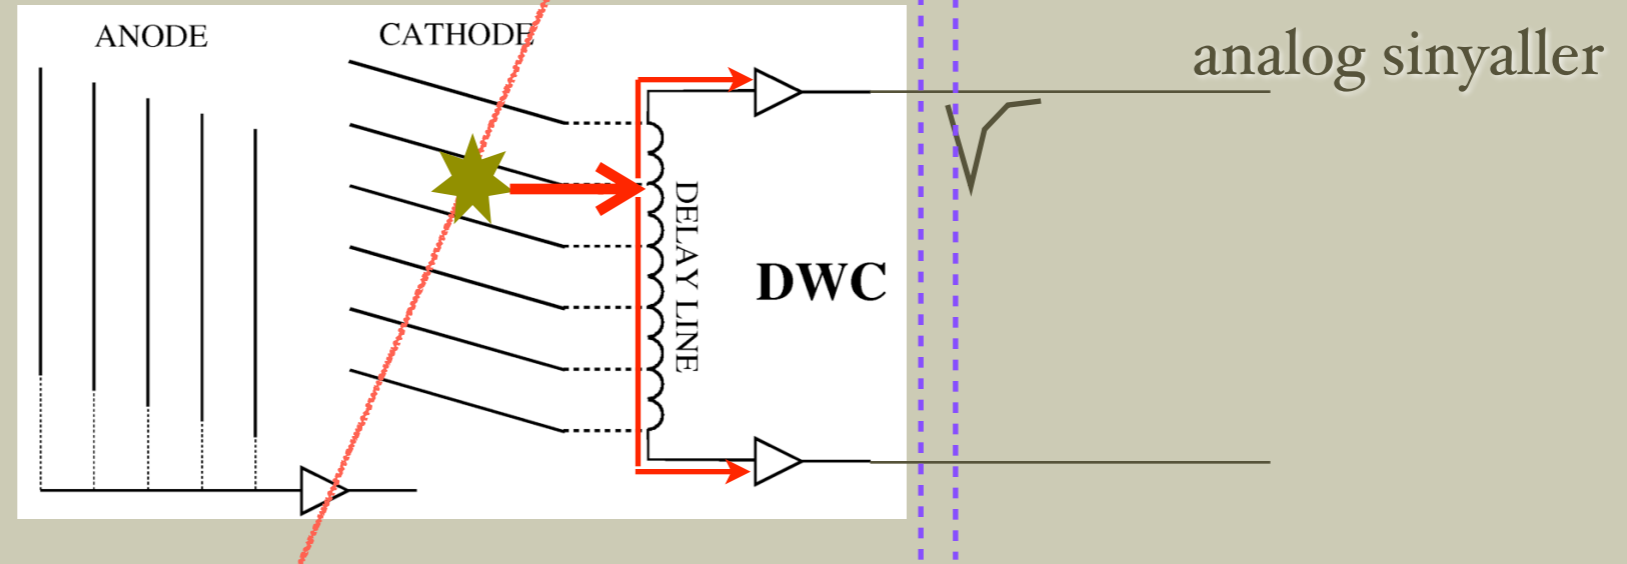 ANODE
CATHODE
analog sinyaller
DELAY LINE
DWC